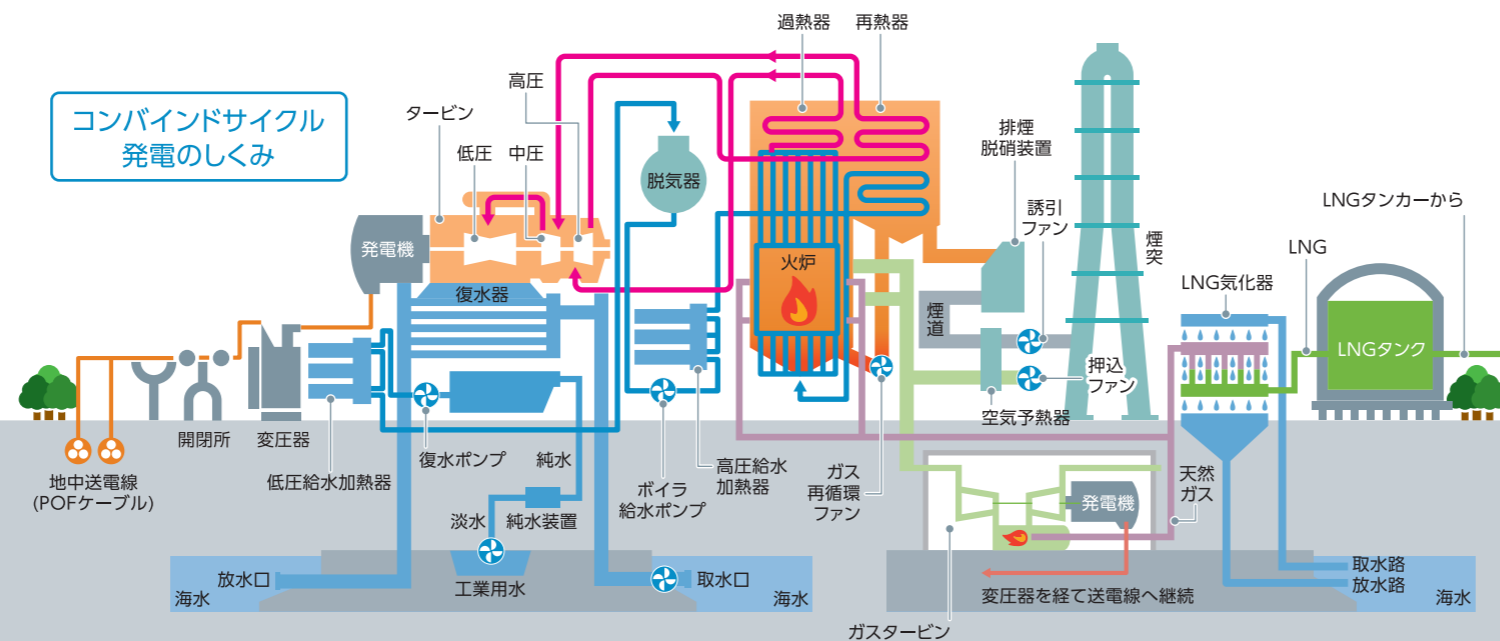 コンバインドサイクル
発電のしくみ
過熱器
再熱器
高圧
タービン
低圧
中圧
脱気器
排煙
脱硝装置
誘引
ファン
煙突
LNGタンカーから
LNG
LNG気化器
LNGタンク
発電機
復水器
火炉
煙道
押込
ファン
空気予熱器
開閉所
変圧器
地中送電線
(POFケーブル)
低圧給水加熱器
復水ポンプ
純水
淡水
純水装置
工業用水
ボイラ
給水ポンプ
高圧給水
加熱器
ガス
再循環
ファン
発電機
天然
ガス
放水口
海水
取水口
海水
変圧器を経て送電線へ継続
取水路
放水路
海水
ガスタービン